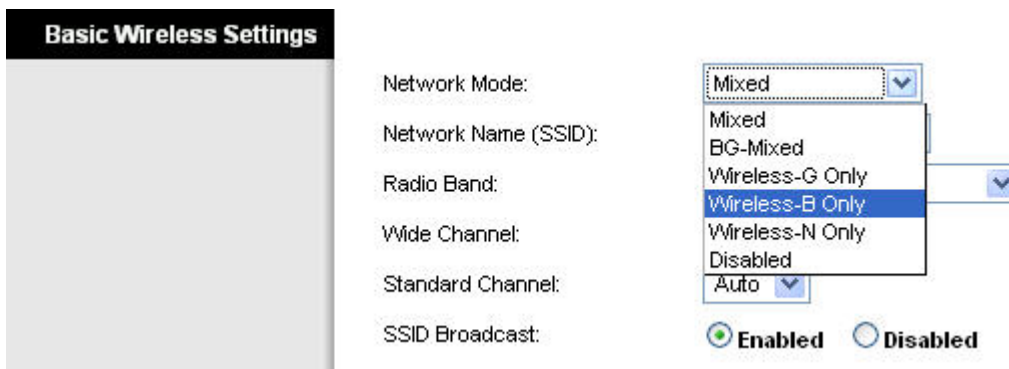 Basic Wireless Settings
Network Mode: Mixed
Mixed
Network Name (SSID):
BG-Mixed
Wireless-G Only
Radio Band:
Wireless-B Only
Wide Channel:
Wireless-N Only
Disabled
Standard Channel: Auto
SSID Broadcast: Enabled Disabled